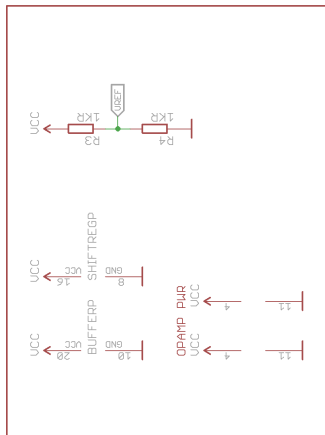 VREF
1KR
1KR
VCC
R3
R4
SHIFTREGP
VCC
VCC
GND
16
8
OPAMP PWR
VCC
4
11
BUFFERP
VCC
VCC
GND
20
10
VCC
4
11